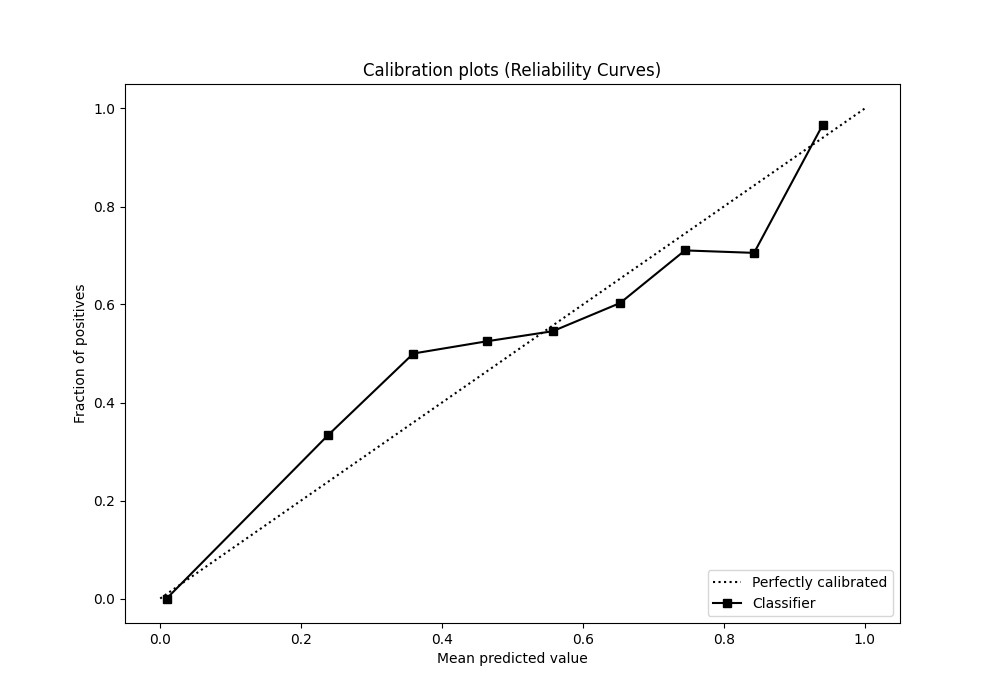 Calibration plots (Reliability Curves)
1.0
0.8
0.6
0.4
0.2
0.0
Fraction of positives
Perfectly calibrated
Classifier
0.0 0.2 0.4 0.6 0.8 1.0
Mean predicted value